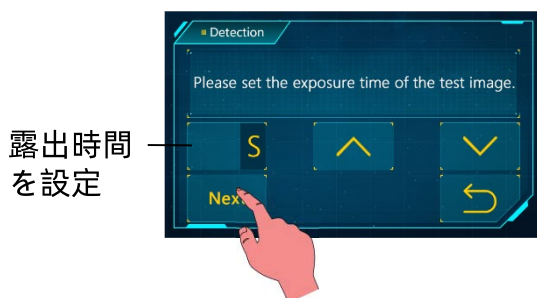 Detection
Please set the exposure time of the test image.
露出時間
を設定
S
Next